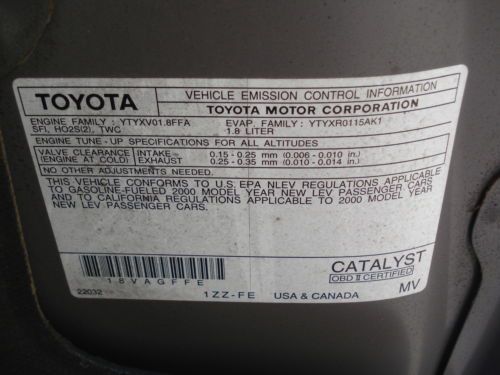 TOYOTA
VEHICLE EMISSION CONTROL INFORMATION
TOYOTA MOTOR CORPORATION
ENGINE FAMILY : YTYXV01.8FFA EVAP. FAMILY : YTYXR0115AK1
SFI, HO2S(2), TWC 1.8 LITER
ENGINE TUNE - UP SPECIFICATIONS FOR ALL ALTITUDES
VALVE CLEARANCE INTAKE 0.15 - 0.25 mm (0.006 - 0.010 in.)
(ENGINE AT COLD) EXHAUST 0.25 - 0.35 mm (0.010 - 0.014 in.)
NO OTHER ADJUSTMENTS NEEDED.
THIS VEHICLE CONFORMS TO U.S.EPA NLEV REGULATIONS APPLICABLE
TO GASOLINE-FUELED 2000 MODEL YEAR NEW LEV PASSENGER CARS
AND TO CALIFORNIA REGULATIONS APPLICABLE TO 2000 MODEL YEAR
NEW LEV PASSENGER CARS.
18VAGFFE
CATALYST
OBD II CERTIFIED
22032 1ZZ-FE USA & CANADA MV